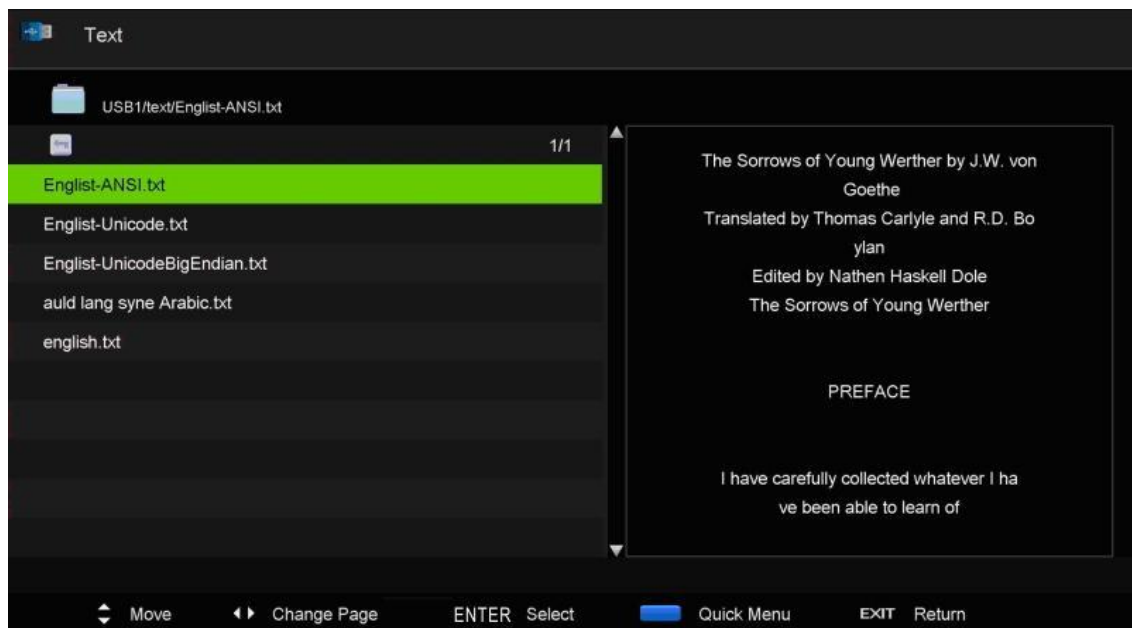 Text
USB1/text/Englist-ANSI.txt
1/1
Englist-ANSI.txt
Englist-Unicode.txt
Englist-UnicodeBigEndian.txt
auld lang syne Arabic.txt
english.txt
The Sorrows of Young Werther by J.W. von
Goethe
Translated by Thomas Carlyle and R.D. Bo
ylan
Edited by Nathen Haskell Dole
The Sorrows of Young Werther
PREFACE
I have carefully collected whatever I ha
ve been able to learn of
Move Change Page ENTER Select Quick Menu EXIT Return